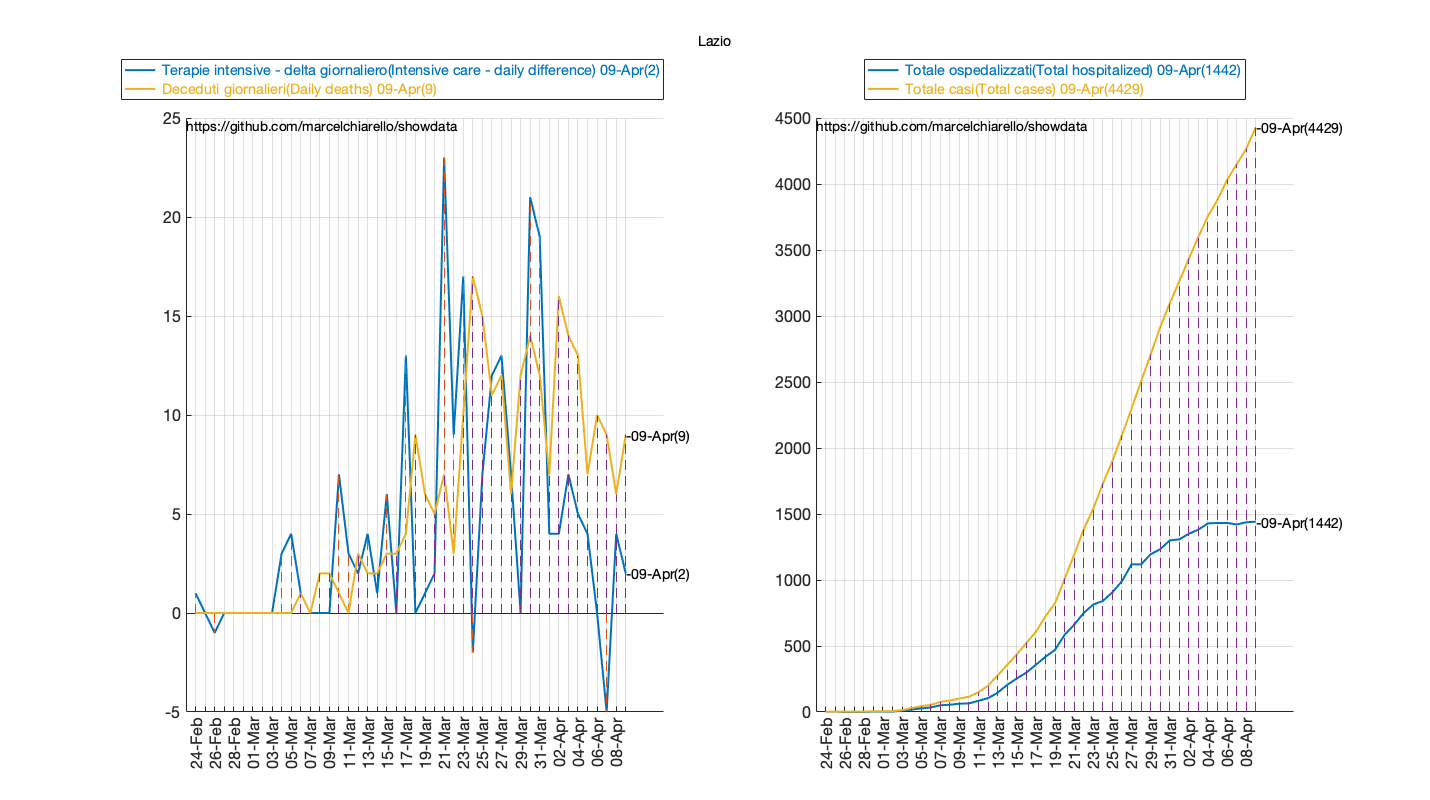 Lazio
Terapie intensive - delta giornaliero(Intensive care - daily difference) 09-Apr(2)
Deceduti giornalieri(Daily deaths) 09-Apr(9)
https://github.com/marcelchiarello/showdata
25
20
15
10
5
0
-5
-09-Apr(9)
-09-Apr(2)
24-Feb
26-Feb
28-Feb
01-Mar
03-Mar
05-Mar
07-Mar
09-Mar
11-Mar
13-Mar
15-Mar
17-Mar
19-Mar
21-Mar
23-Mar
25-Mar
27-Mar
29-Mar
31-Mar
02-Apr
04-Apr
06-Apr
08-Apr
Totale ospedalizzati(Total hospitalized) 09-Apr(1442)
Totale casi(Total cases) 09-Apr(4429)
https://github.com/marcelchiarello/showdata
4500
4000
3500
3000
2500
2000
1500
1000
500
0
-09-Apr(4429)
-09-Apr(1442)
24-Feb
26-Feb
28-Feb
01-Mar
03-Mar
05-Mar
07-Mar
09-Mar
11-Mar
13-Mar
15-Mar
17-Mar
19-Mar
21-Mar
23-Mar
25-Mar
27-Mar
29-Mar
31-Mar
02-Apr
04-Apr
06-Apr
08-Apr